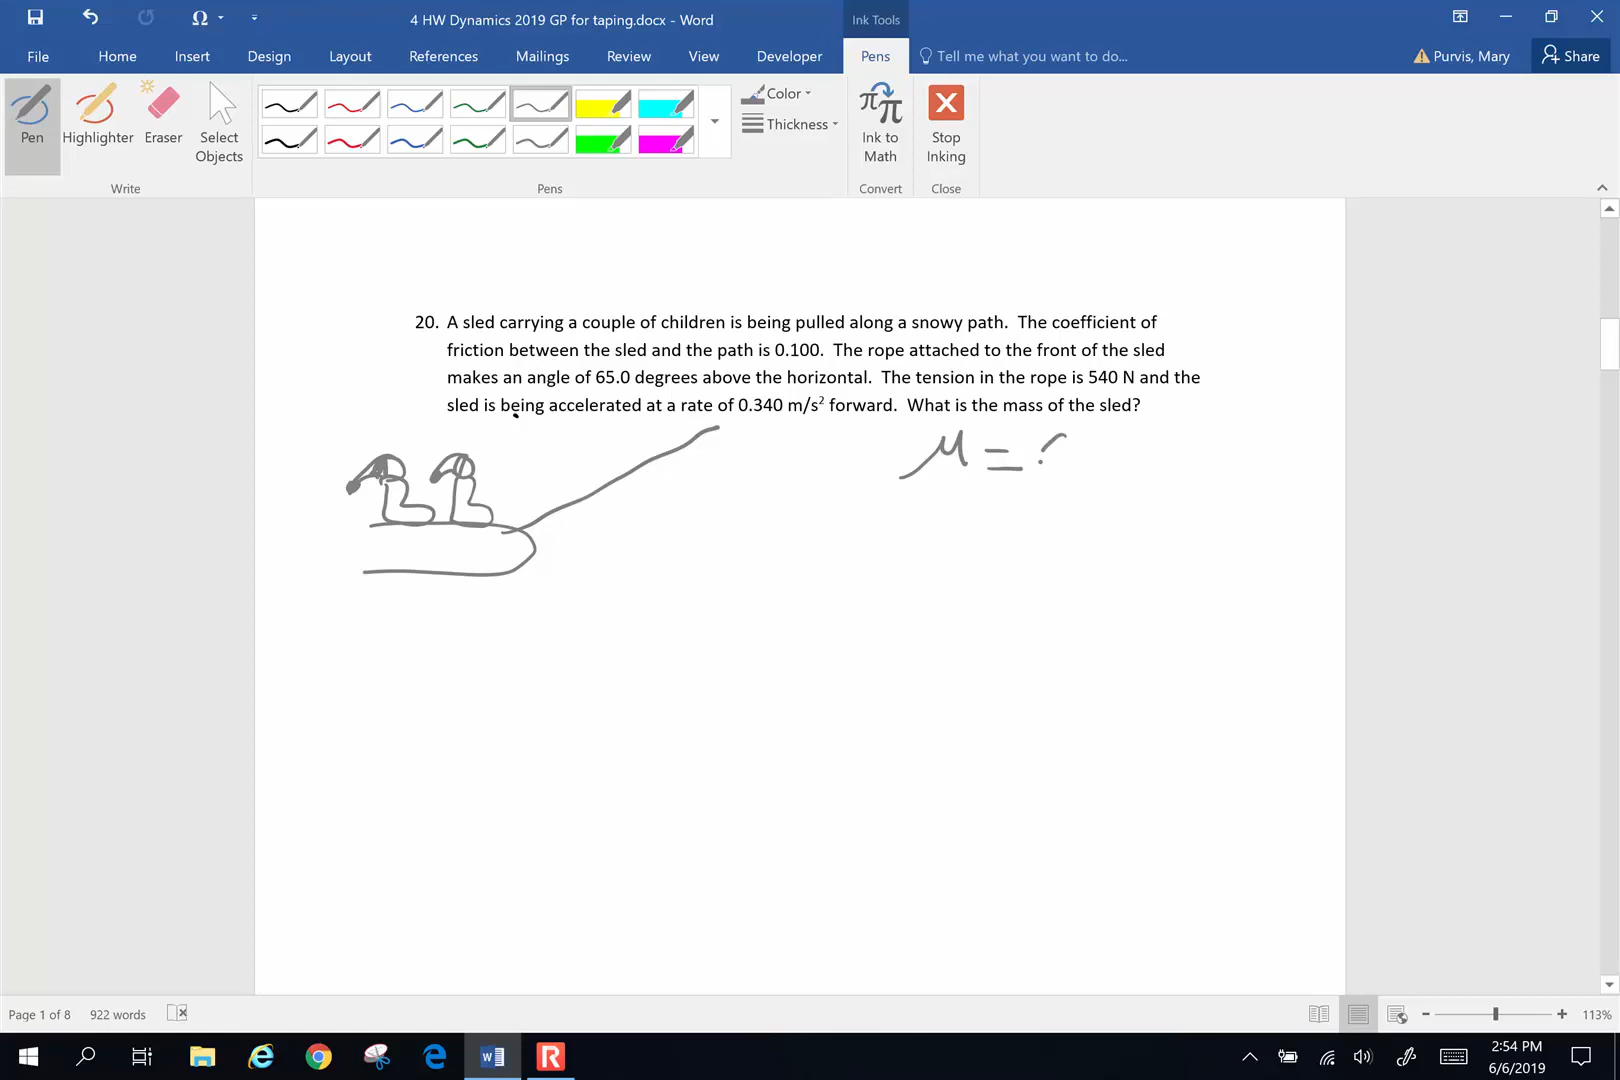 4 HW Dynamics 2019 GP for taping.docx - Word
Ink Tools
File Home Insert Design Layout References Mailings Review View Developer Pens Tell me what you want to do... Purvis, Mary Share
Pen Highlighter Eraser Select Objects
Color
Thickness
Ink to Math
Stop Inking
Write Pens Convert Close
20. A sled carrying a couple of children is being pulled along a snowy path. The coefficient of
friction between the sled and the path is 0.100. The rope attached to the front of the sled
makes an angle of 65.0 degrees above the horizontal. The tension in the rope is 540 N and the
sled is being accelerated at a rate of 0.340 m/s² forward. What is the mass of the sled?
μ = ?
Page 1 of 8 922 words 113%
2:54 PM
6/6/2019